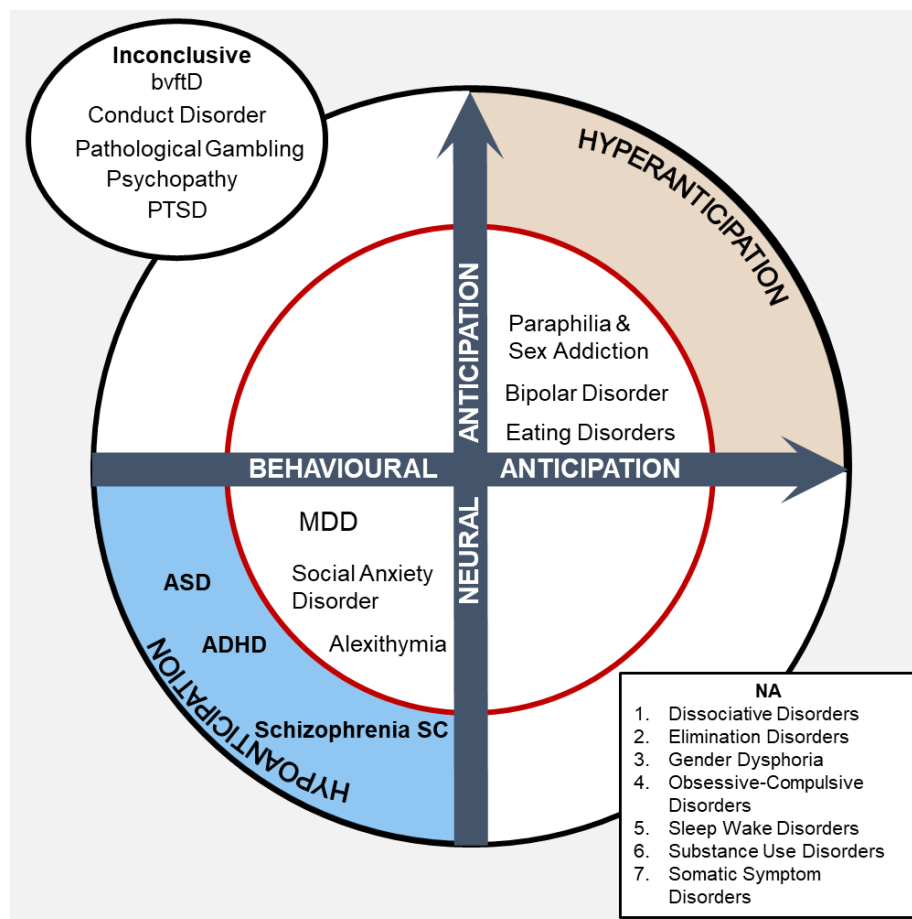 Inconclusive
bvftD
Conduct Disorder
Pathological Gambling
Psychopathy
PTSD
HYPERANTICIPATION
ANTICIPATION
Paraphilia &
Sex Addiction
Bipolar Disorder
Eating Disorders
BEHAVIOURAL ANTICIPATION
NEURAL
MDD
Social Anxiety
Disorder
Alexithymia
ASD
ADHD
Schizophrenia SC
HYPOANTICIPATION
NA
1. Dissociative Disorders
2. Elimination Disorders
3. Gender Dysphoria
4. Obsessive-Compulsive
Disorders
5. Sleep Wake Disorders
6. Substance Use Disorders
7. Somatic Symptom
Disorders